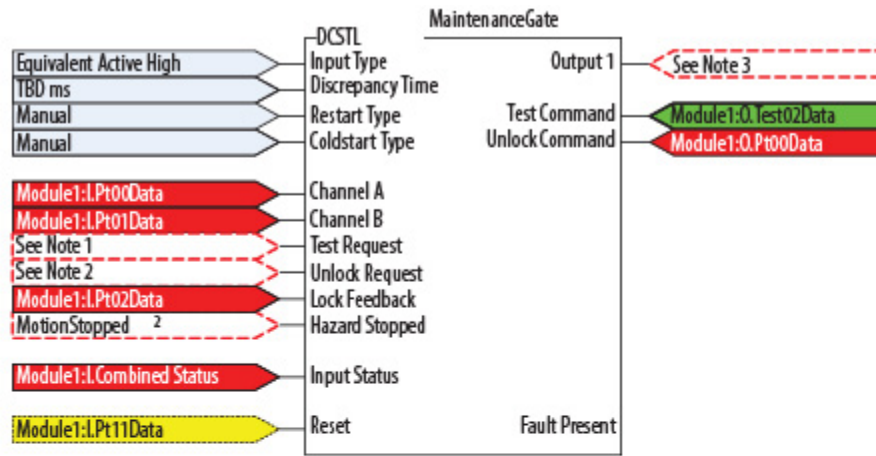 MaintenanceGate
DCSTL
Equivalent Active High Input Type Output 1 See Note 3
TBD ms Discrepancy Time
Manual Restart Type Test Command Module1:O.Test02Data
Manual Coldstart Type Unlock Command Module1:O.Pt00Data
Module1:I.Pt00Data Channel A
Module1:I.Pt01Data Channel B
See Note 1 Test Request
See Note 2 Unlock Request
Module1:I.Pt02Data Lock Feedback
MotionStopped 2 Hazard Stopped
Module1:I.Combined Status Input Status
Module1:I.Pt11Data Reset Fault Present